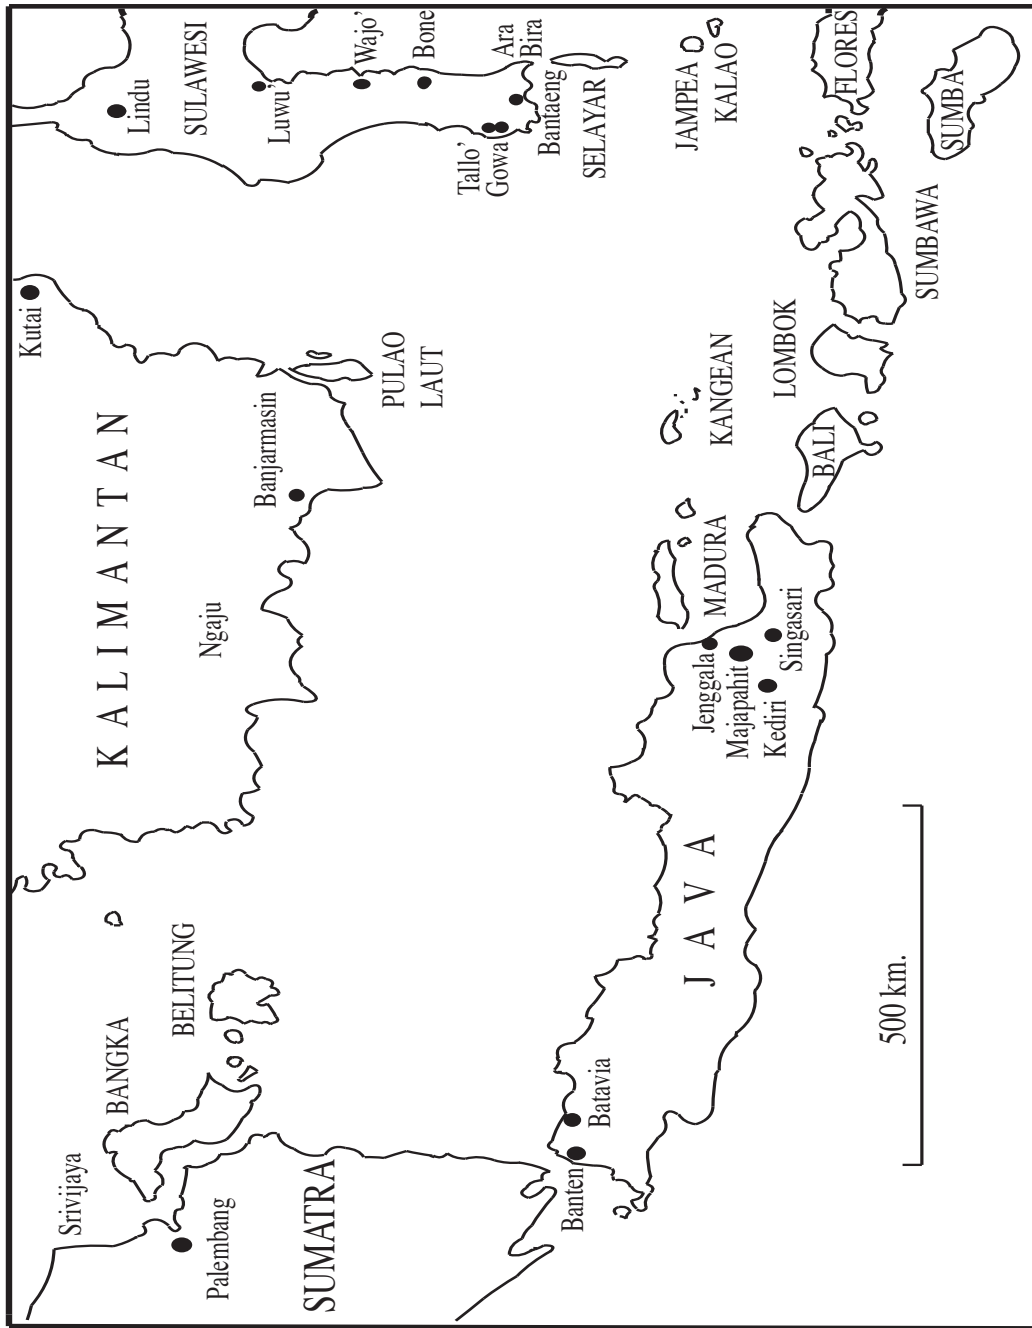 Kutai
Lindu
K A L I M A N T A N
SULAWESI
Srivijaya
BANGKA
BELITUNG
Ngaju
Banjarmasin
Luwu'
Palembang
SUMATRA
PULAO
LAUT
Wajo'
Bone
Tallo'
Gowa
Ara
Bira
Bantaeng
SELAYAR
Banten
Batavia
J A V A
Jenggala
Majapahit
Kediri
Singasari
MADURA
KANGEAN
JAMPEA
KALAO
LOMBOK
BALI
FLORES
SUMBAWA
SUMBA
500 km.